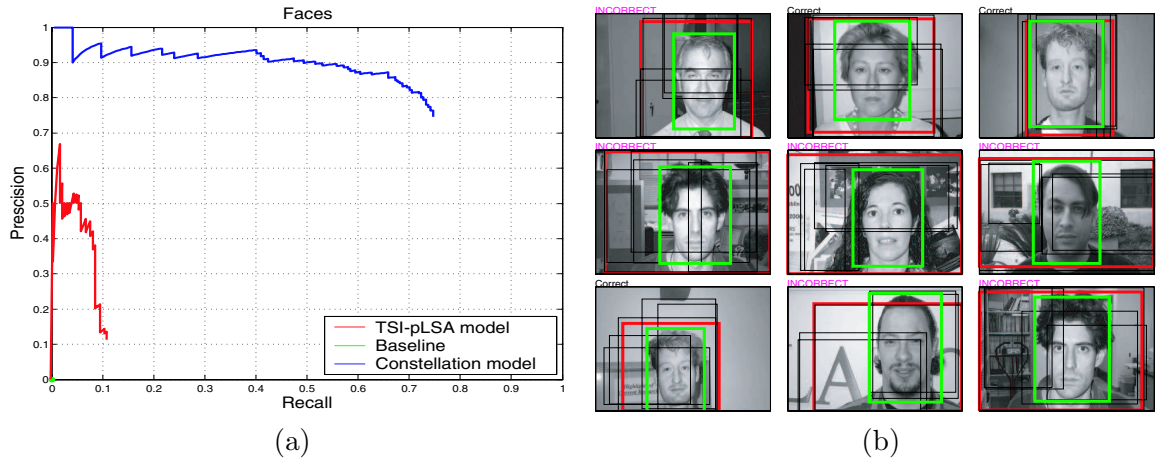 Faces
1
0.9
0.8
0.7
0.6
0.5
0.4
0.3
0.2
0.1
0
Prescision
0 0.1 0.2 0.3 0.4 0.5 0.6 0.7 0.8 0.9 1
Recall
TSI-pLSA model
Baseline
Constellation model
(a)
INCORRECT Correct Correct
INCORRECT INCORRECT INCORRECT
Correct INCORRECT INCORRECT
(b)